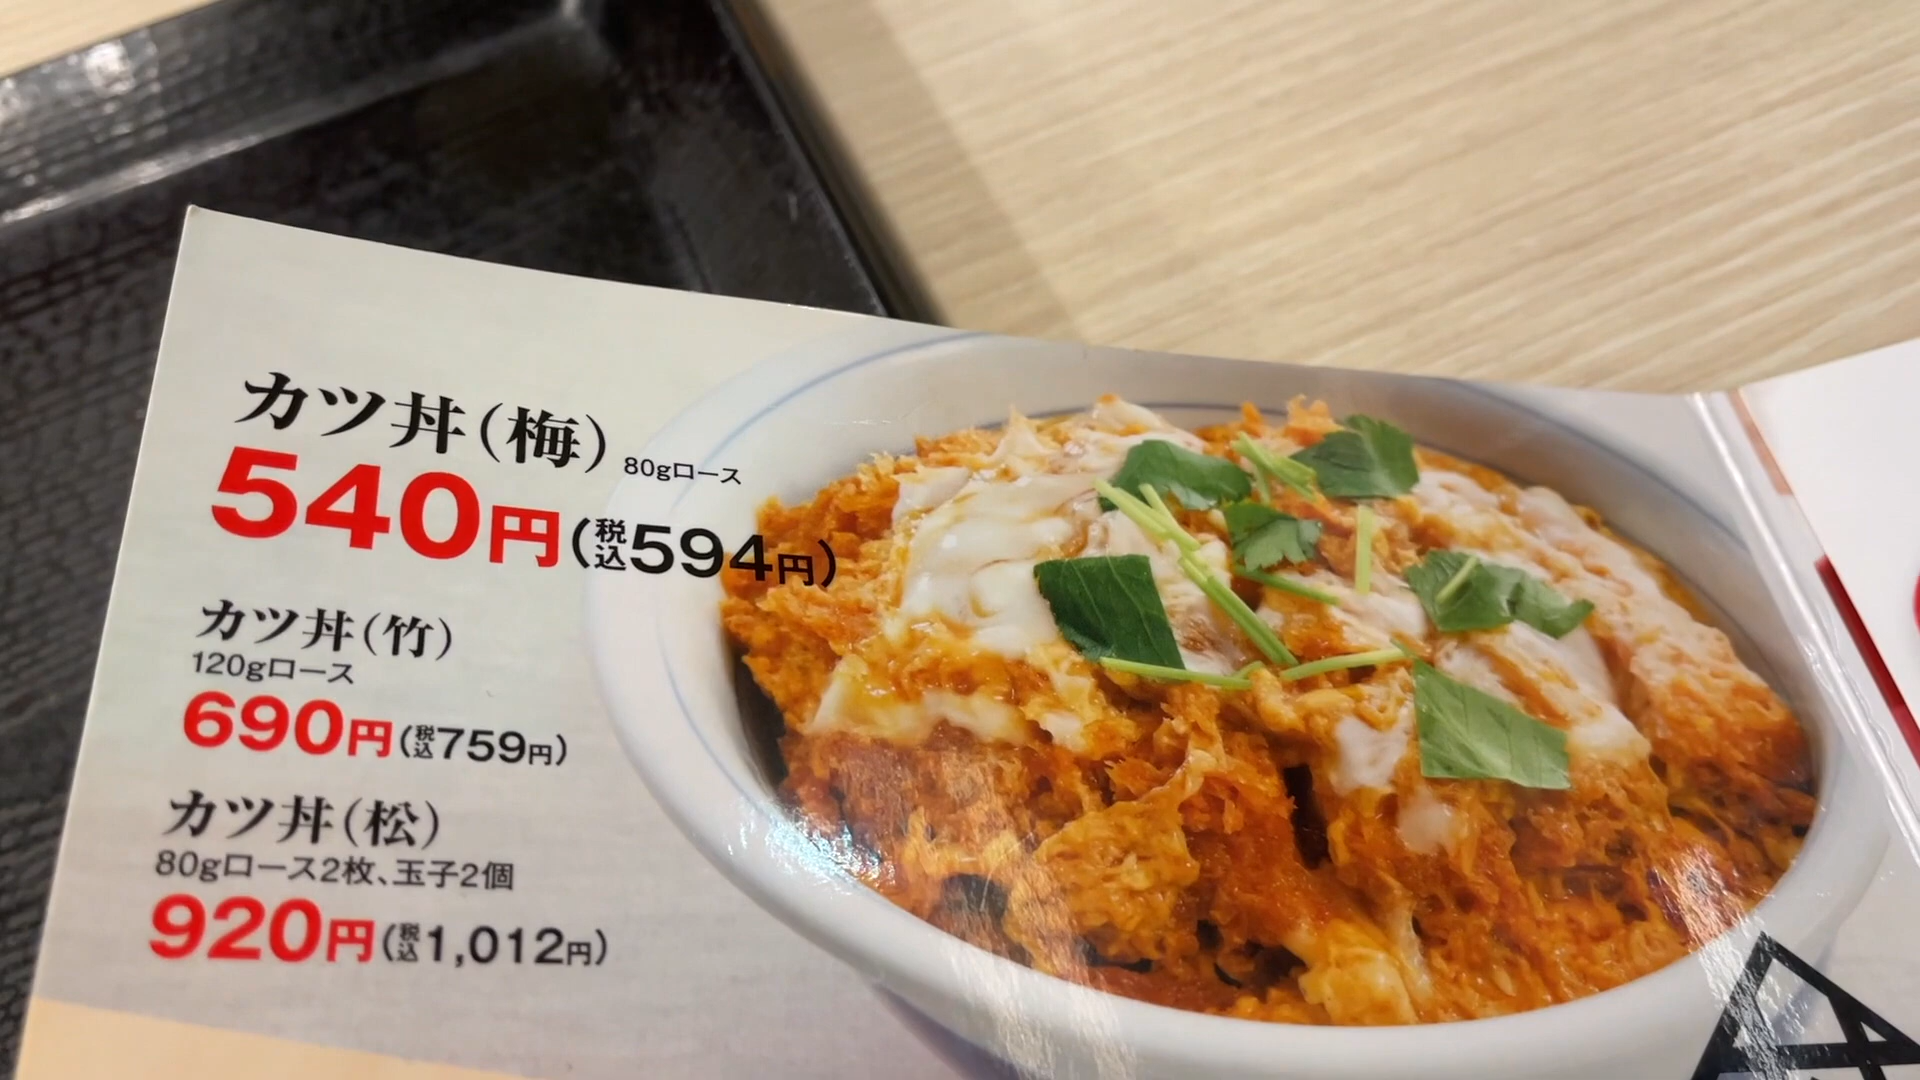 カツ丼(梅) 80gロース
540円(税込594円)
カツ丼(竹)
120gロース
690円(税込759円)
カツ丼(松)
80gロース2枚、玉子2個
920円(税込1,012円)